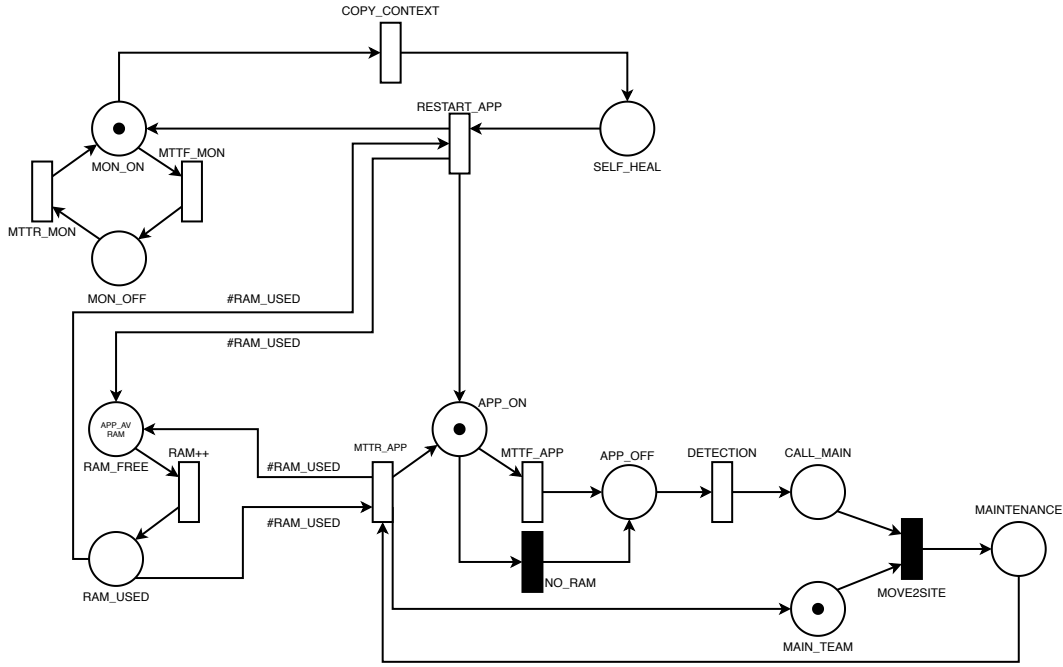 COPY_CONTEXT
RESTART_APP
MON_ON
MTTF_MON
SELF_HEAL
MTTR_MON
MON_OFF
#RAM_USED
#RAM_USED
APP_ON
APP_AV
RAM
RAM_FREE
RAM++
#RAM_USED
MTTR_APP
MTTF_APP
APP_OFF
DETECTION
CALL_MAIN
MAINTENANCE
#RAM_USED
NO_RAM
MOVE2SITE
RAM_USED
MAIN_TEAM